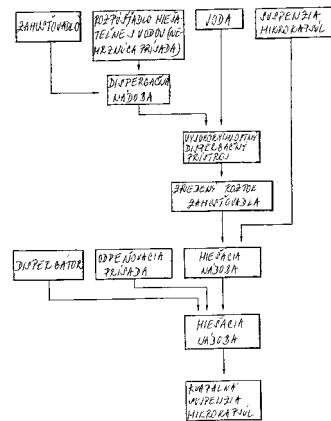 ZAHUSŤOVADLO
ROZPÚŠŤADLO MIEŠA
TEĽNÉ S VODOU (NE-
MRZNÚCA PRÍSADA)
VODA
SUSPENZIA
MIKROKAPSÚL
DISPERGAČNÁ
NÁDOBA
VYSOKORÝCHLOSTNÝ
DISPERGAČNÝ
PRÍSTROJ
ZRIEDENÝ ROZTOK
ZAHUSŤOVADLA
DISPERGÁTOR
ODPEŇOVACIA
PRÍSADA
MIEŠACIA
NÁDOBA
MIEŠACIA
NÁDOBA
KVAPALNÁ
SUSPENZIA
MIKROKAPSÚL